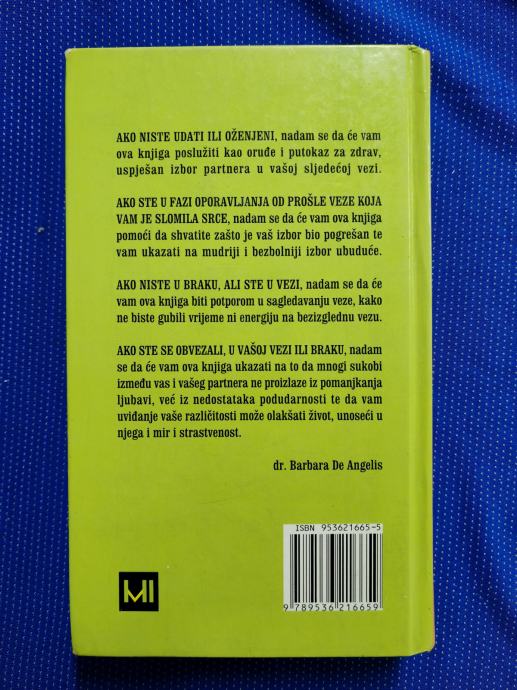 AKO NISTE UDATI ILI OŽENJENI, nadam se da će vam
ova knjiga poslužiti kao oruđe i putokaz za zdrav,
uspješan izbor partnera u vašoj sljedećoj vezi.
AKO STE U FAZI OPORAVLJANJA OD PROŠLE VEZE KOJA
VAM JE SLOMILA SRCE, nadam se da će vam ova knjiga
pomoći da shvatite zašto je vaš izbor bio pogrešan te
vam ukazati na mudriji i bezbolniji izbor ubuduće.
AKO NISTE U BRAKU, ALI STE U VEZI, nadam se da će
vam ova knjiga biti potporom u sagledavanju veze, kako
ne biste gubili vrijeme ni energiju na bezizglednu vezu.
AKO STE SE OBVEZALI, U VAŠOJ VEZI ILI BRAKU, nadam
se da će vam ova knjiga ukazati na to da mnogi sukobi
između vas i vašeg partnera ne proizlaze iz pomanjkanja
ljubavi, već iz nedostataka podudarnosti te da vam
uviđanje vaše različitosti može olakšati život, unoseći u
njega i mir i strastvenost.
dr. Barbara De Angelis
ISBN 953621665-5
9 789536 216659
MI